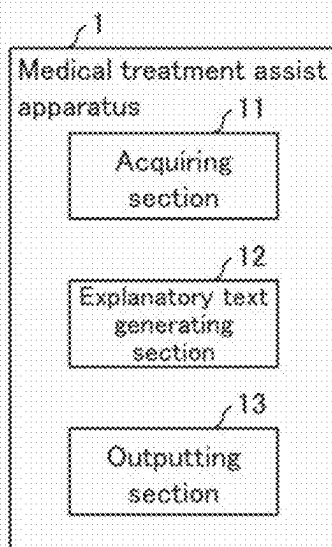 1
Medical treatment assist
apparatus
11
Acquiring
section
12
Explanatory text
generating
section
13
Outputting
section